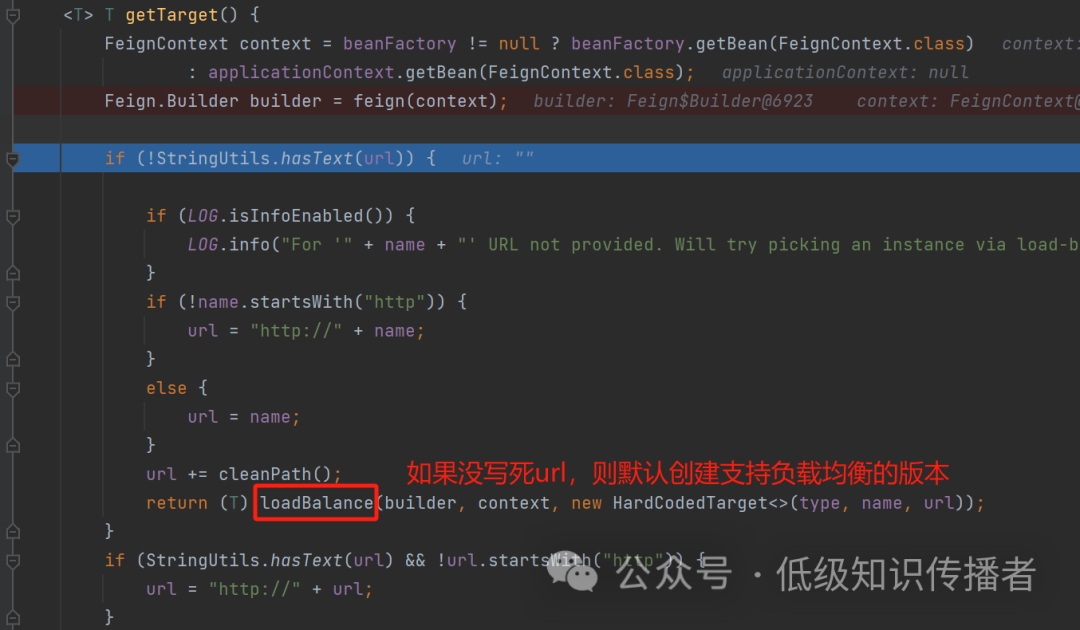 <T> T getTarget() {
FeignContext context = beanFactory != null ? beanFactory.getBean(FeignContext.class) context:
: applicationContext.getBean(FeignContext.class); applicationContext: null
Feign.Builder builder = feign(context); builder: Feign$Builder@6923 context: FeignContext@
if (!StringUtils.hasText(url)) { url: ""
if (LOG.isInfoEnabled()) {
LOG.info("For '" + name + "' URL not provided. Will try picking an instance via load-b
}
if (!name.startsWith("http")) {
url = "http://" + name;
}
else {
url = name;
}
url += cleanPath(); 如果没写死url，则默认创建支持负载均衡的版本
return (T) loadBalance(builder, context, new HardCodedTarget<>(type, name, url));
}
if (StringUtils.hasText(url) && !url.startsWith("http")) {
公众号 · 低级知识传播者
url = "http://" + url;
}